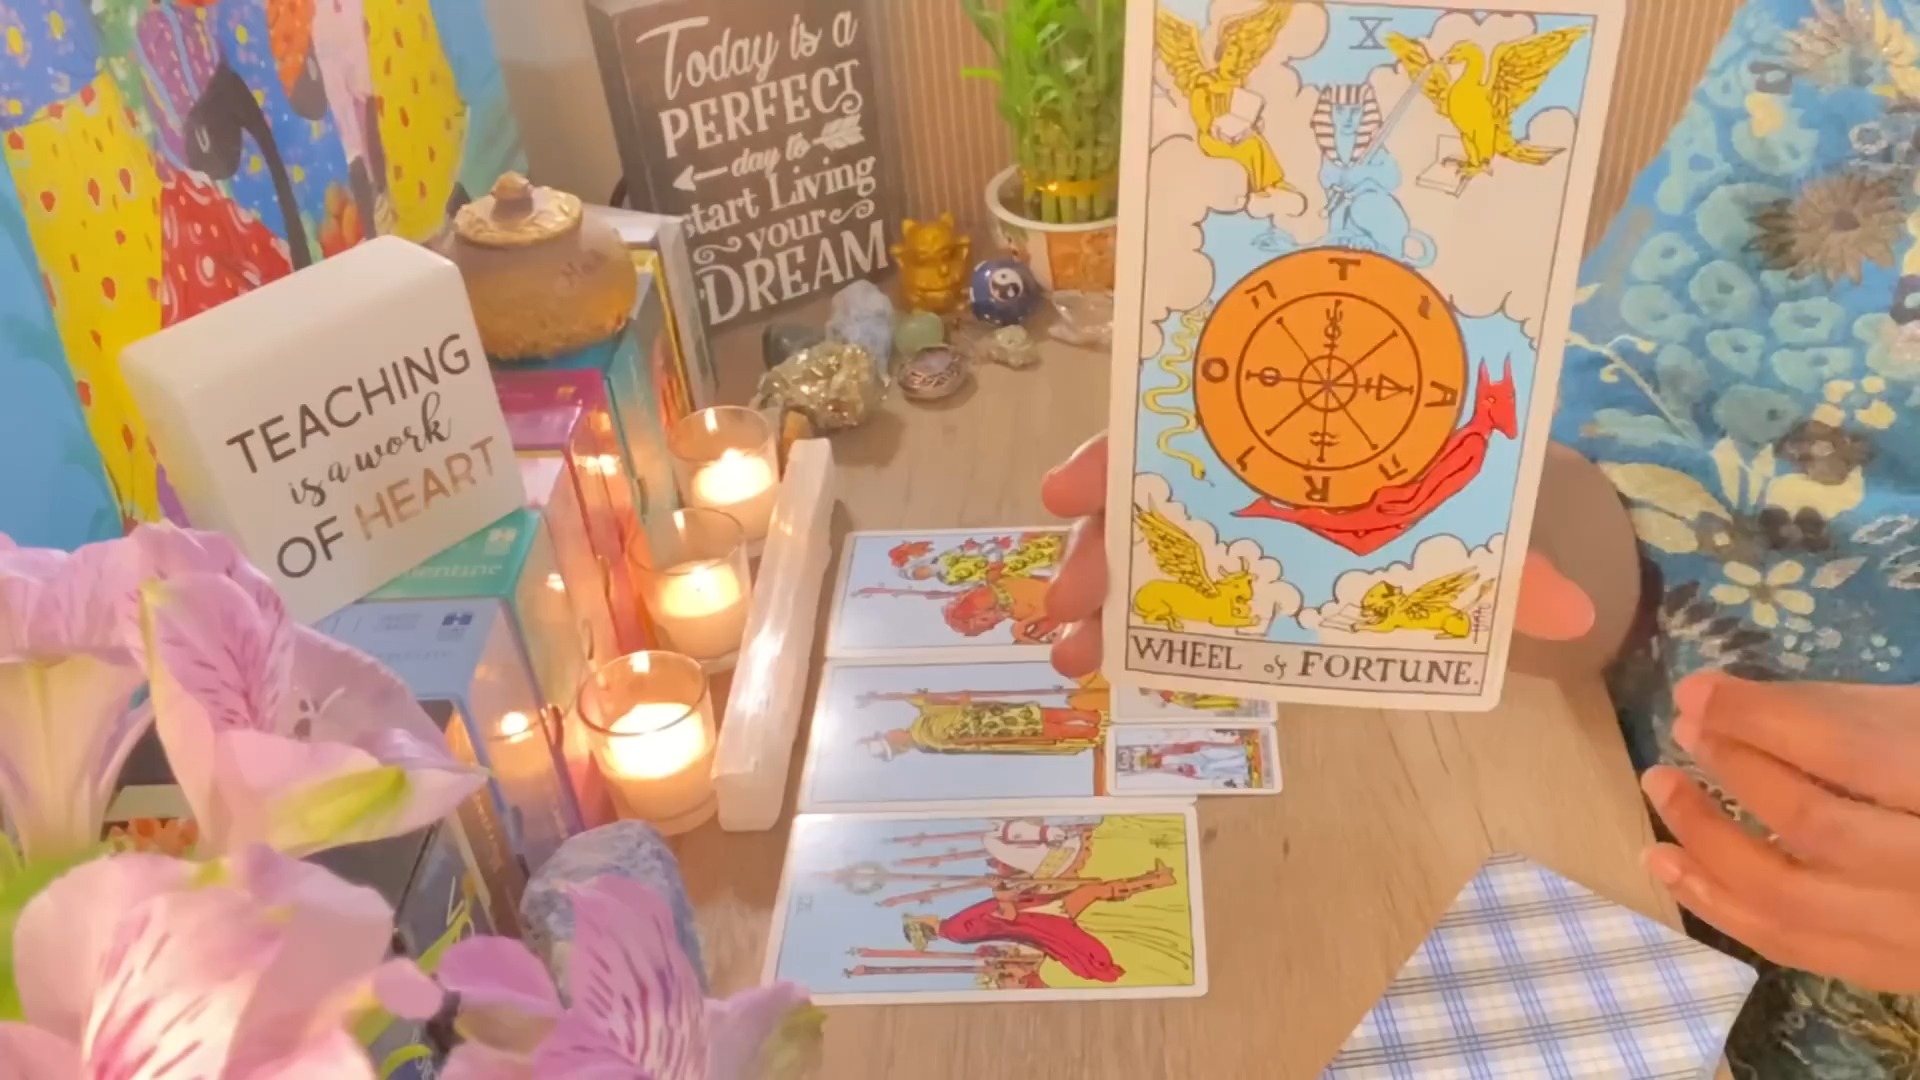 Today is a
PERFECT
day to
start Living
your
DREAM
TEACHING
is a work
OF HEART
X
T
A
R
O
WHEEL of FORTUNE.